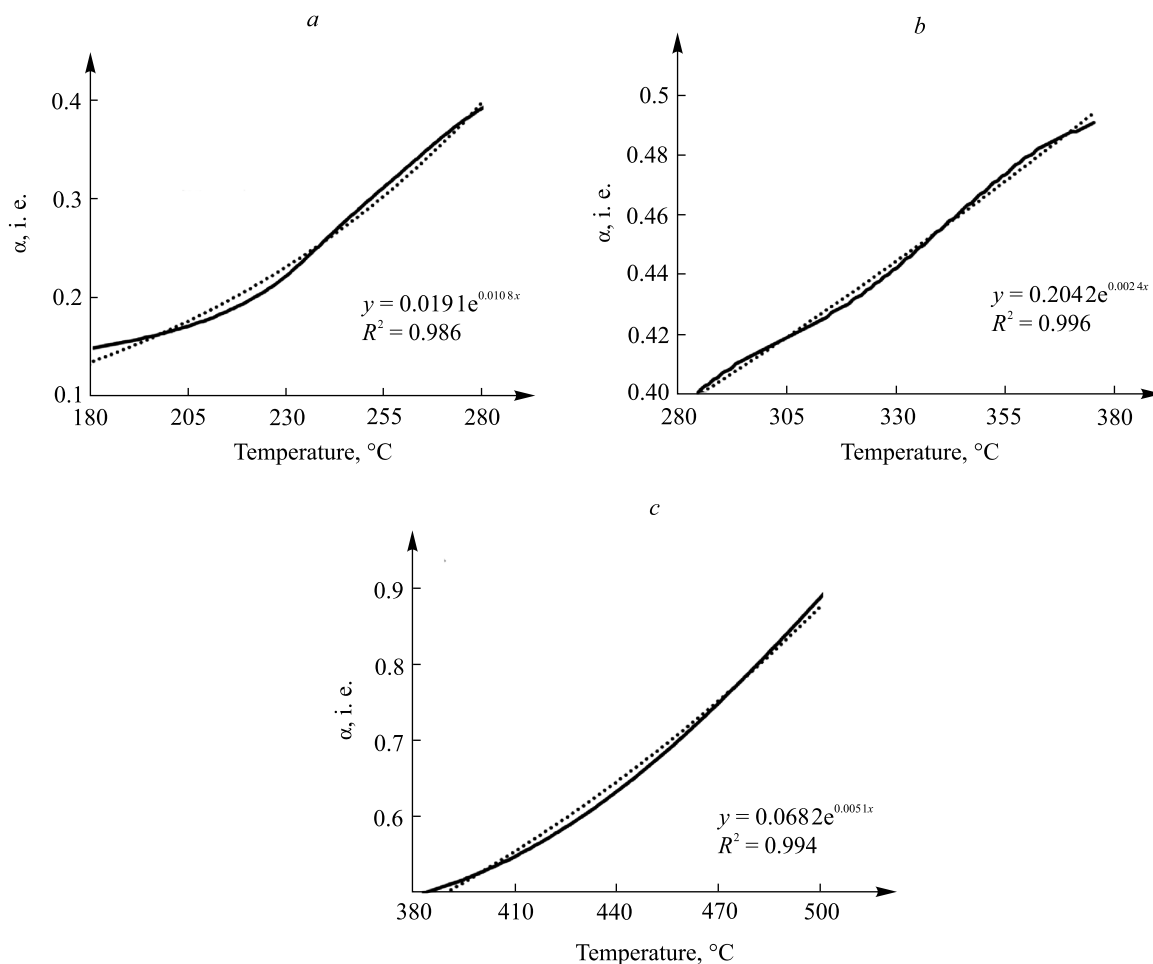 a
0.4
0.3
0.2
0.1
α, i. e.
y = 0.0191e^0.0108x
R² = 0.986
180 205 230 255 280
Temperature, °C
b
0.5
0.48
0.46
0.44
0.42
0.40
α, i. e.
y = 0.2042e^0.0024x
R² = 0.996
280 305 330 355 380
Temperature, °C
c
0.9
0.8
0.7
0.6
α, i. e.
y = 0.0682e^0.0051x
R² = 0.994
380 410 440 470 500
Temperature, °C